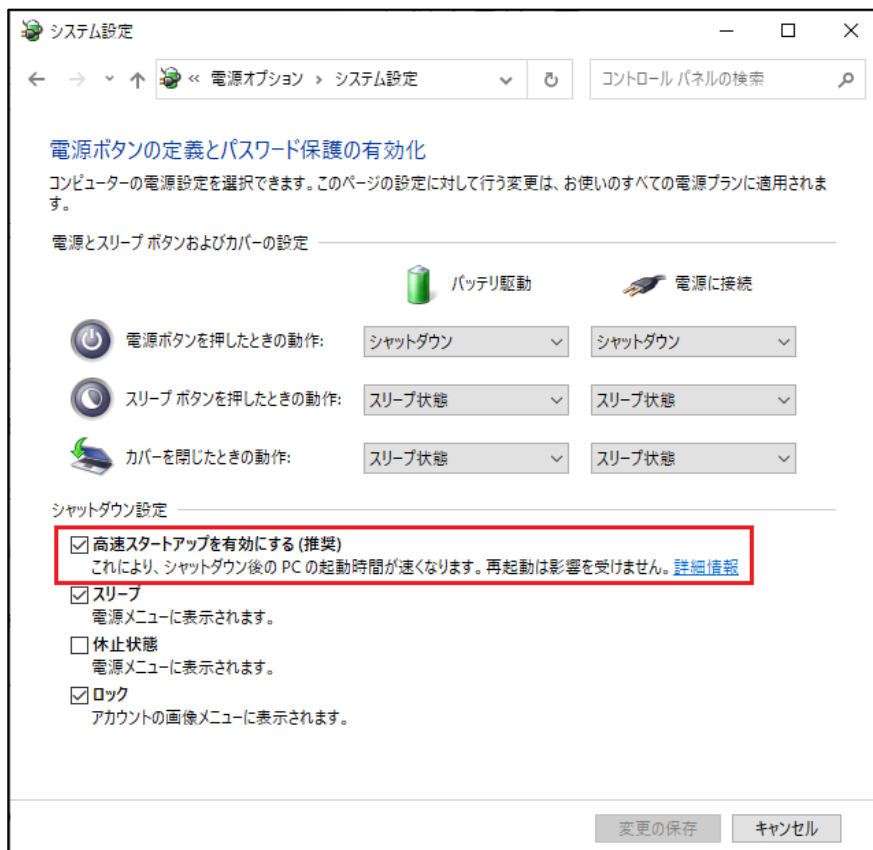 システム設定
« 電源オプション › システム設定
コントロール パネルの検索
電源ボタンの定義とパスワード保護の有効化
コンピューターの電源設定を選択できます。このページの設定に対して行う変更は、お使いのすべての電源プランに適用されま
す。
電源とスリープ ボタンおよびカバーの設定
バッテリ駆動 電源に接続
電源ボタンを押したときの動作: シャットダウン シャットダウン
スリープ ボタンを押したときの動作: スリープ状態 スリープ状態
カバーを閉じたときの動作: スリープ状態 スリープ状態
シャットダウン設定
高速スタートアップを有効にする (推奨)
これにより、シャットダウン後の PC の起動時間が速くなります。再起動は影響を受けません。詳細情報
スリープ
電源メニューに表示されます。
休止状態
電源メニューに表示されます。
ロック
アカウントの画像メニューに表示されます。
変更の保存 キャンセル